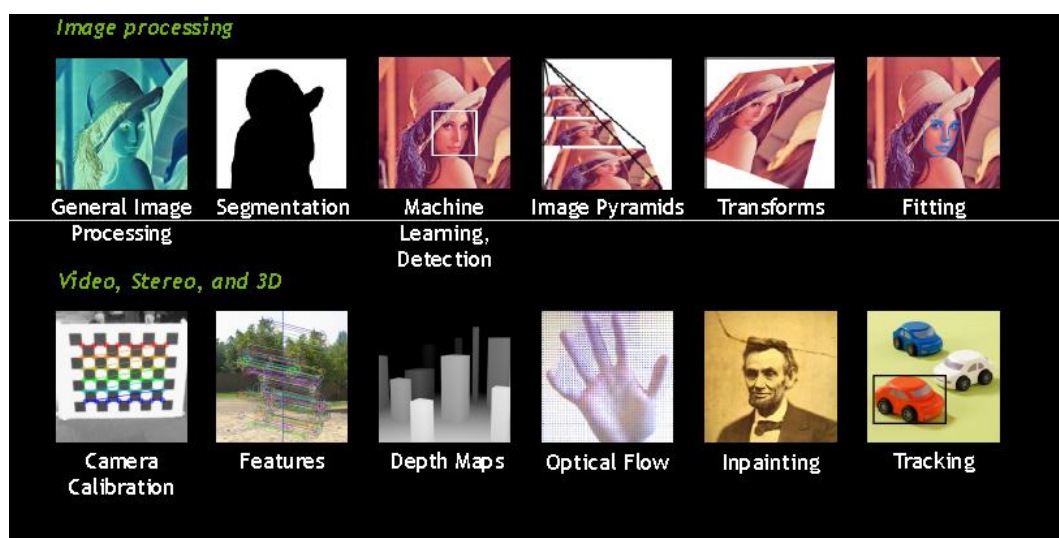 Image processing
General Image
Processing
Segmentation
Machine
Learning,
Detection
Image Pyramids
Transforms
Fitting
Video, Stereo, and 3D
Camera
Calibration
Features
Depth Maps
Optical Flow
Inpainting
Tracking